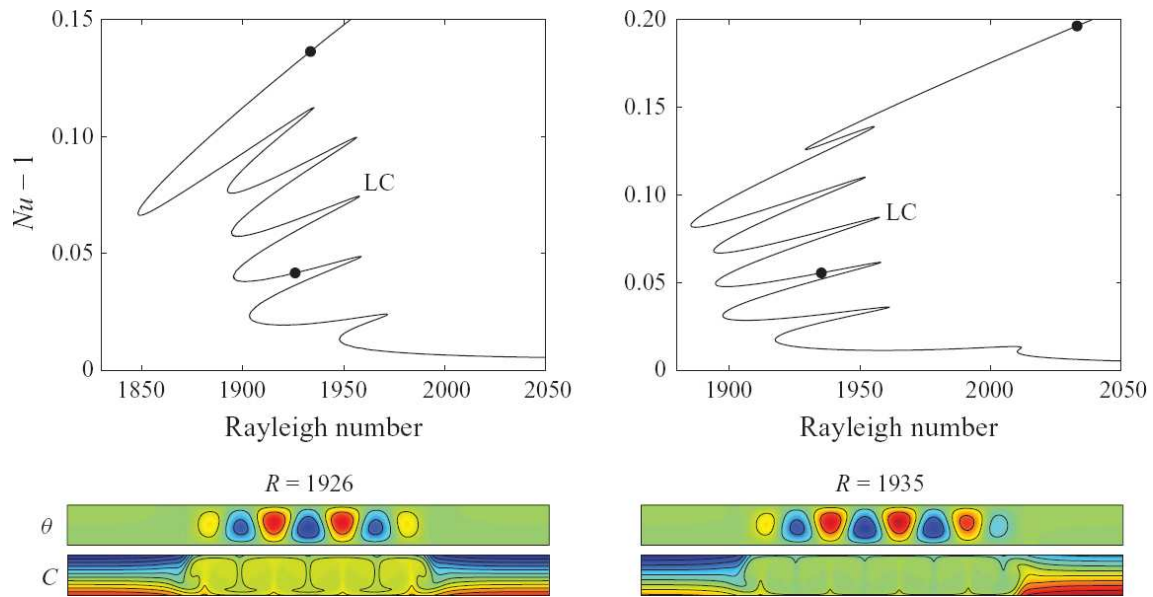 0.15
0.10
0.05
0
Nu − 1
LC
1850 1900 1950 2000 2050
Rayleigh number
0.20
0.15
0.10
0.05
0
LC
1900 1950 2000 2050
Rayleigh number
R = 1926
R = 1935
θ
C